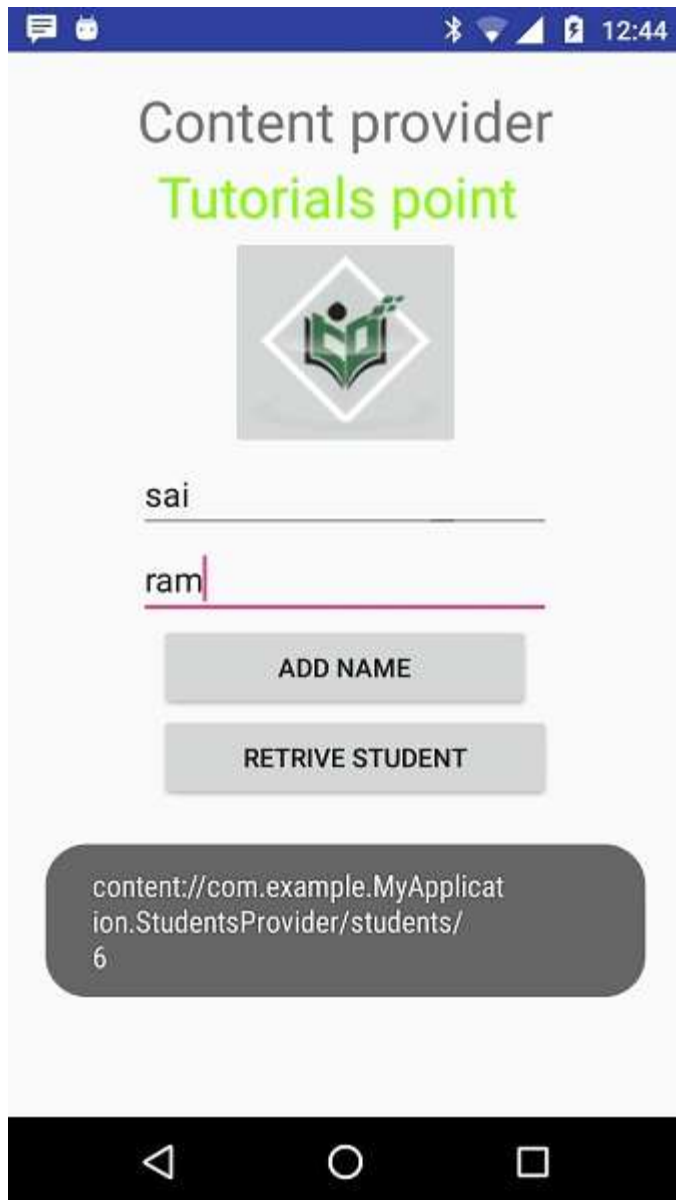 12:44
Content provider
Tutorials point
sai
ram
ADD NAME
RETRIVE STUDENT
content://com.example.MyApplicat
ion.StudentsProvider/students/
6